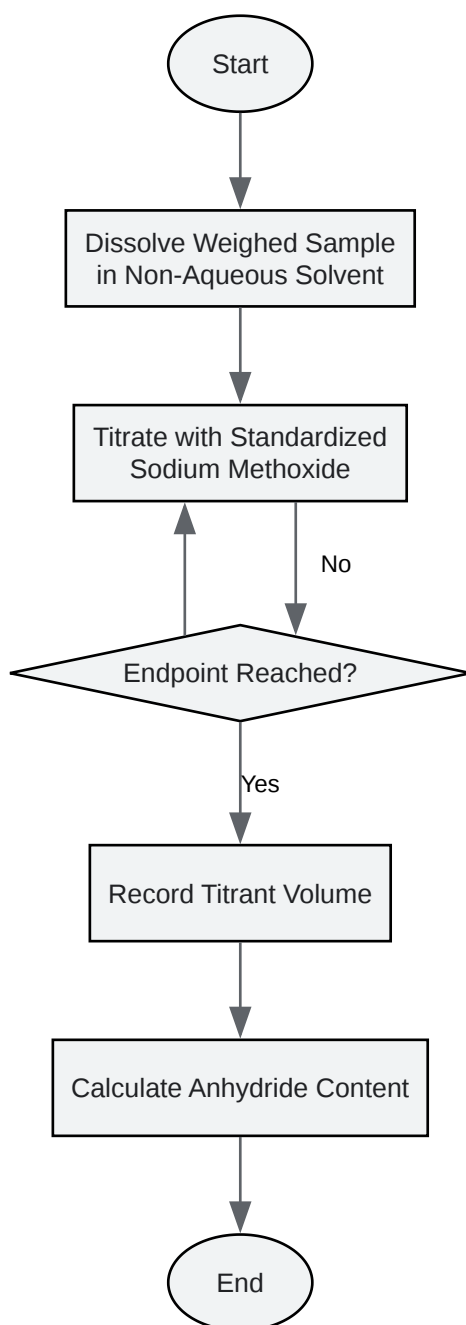 Start
Dissolve Weighed Sample
in Non-Aqueous Solvent
Titrate with Standardized
Sodium Methoxide
No
Endpoint Reached?
Yes
Record Titrant Volume
Calculate Anhydride Content
End